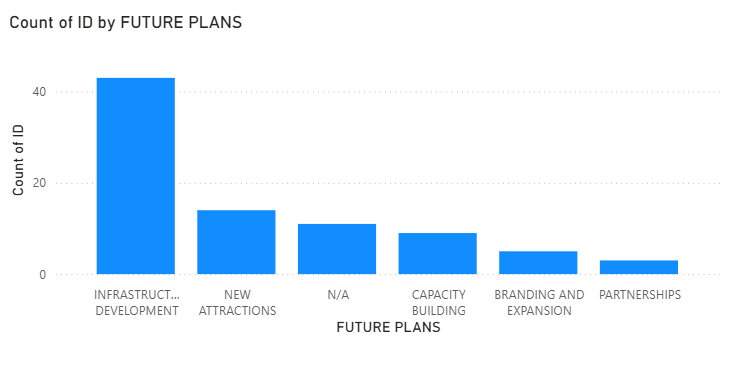 Count of ID by FUTURE PLANS
Count of ID
40
20
0
INFRASTRUCT...
DEVELOPMENT
NEW
ATTRACTIONS
N/A
CAPACITY
BUILDING
BRANDING AND
EXPANSION
PARTNERSHIPS
FUTURE PLANS